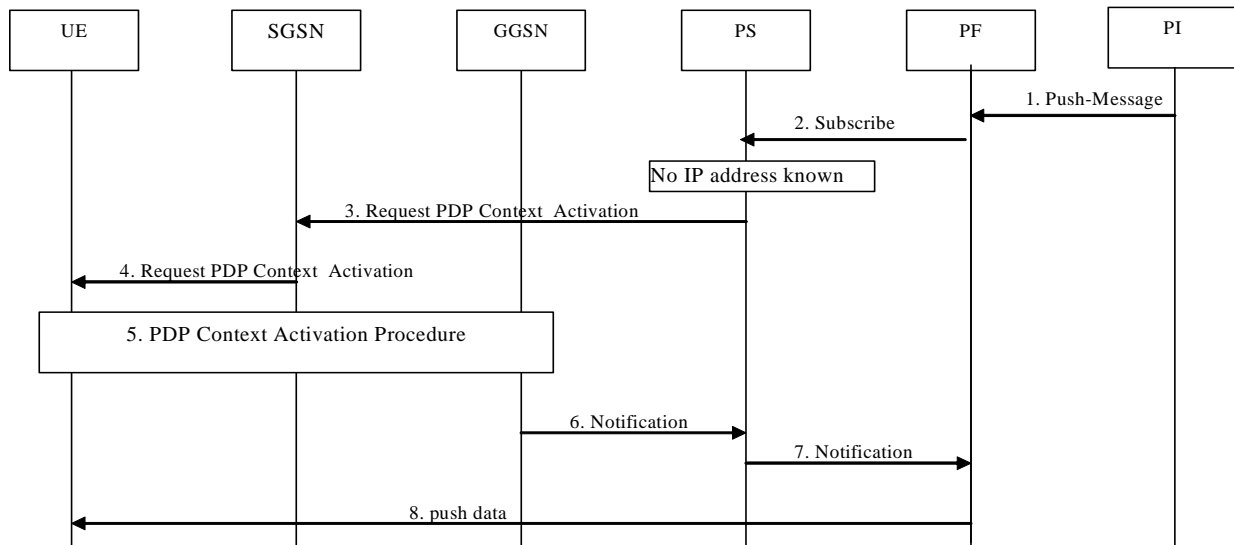 UE
SGSN
GGSN
PS
PF
PI
1. Push-Message
2. Subscribe
No IP address known
3. Request PDP Context Activation
4. Request PDP Context Activation
5. PDP Context Activation Procedure
6. Notification
7. Notification
8. push data